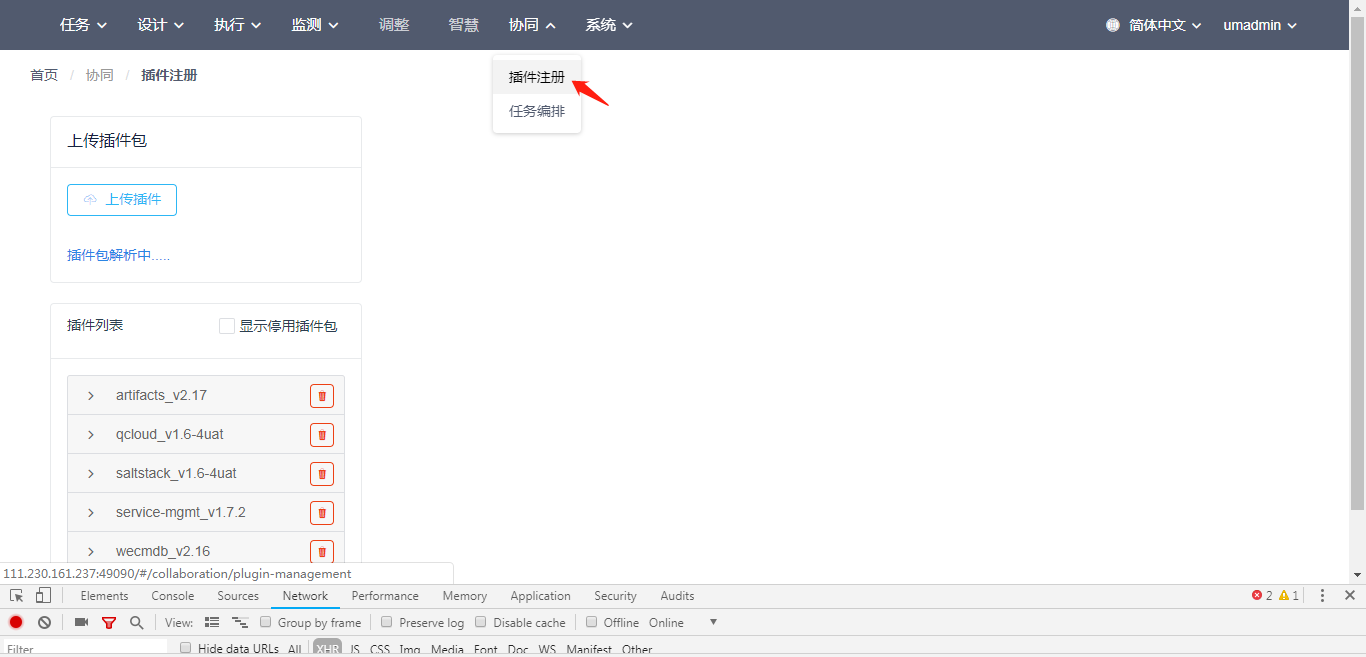 任务 设计 执行 监测 调整 智慧 协同 系统 简体中文 umadmin
首页 / 协同 / 插件注册
插件注册
任务编排
上传插件包
上传插件
插件包解析中.....
插件列表 显示停用插件包
artifacts_v2.17
qcloud_v1.6-4uat
saltstack_v1.6-4uat
service-mgmt_v1.7.2
wecmdb_v2.16
111.230.161.237:49090/#/collaboration/plugin-management
Elements Console Sources Network Performance Memory Application Security Audits 2 1
View: Group by frame Preserve log Disable cache Offline Online
Filter Hide data URLs All XHR JS CSS Img Media Font Doc WS Manifest Other